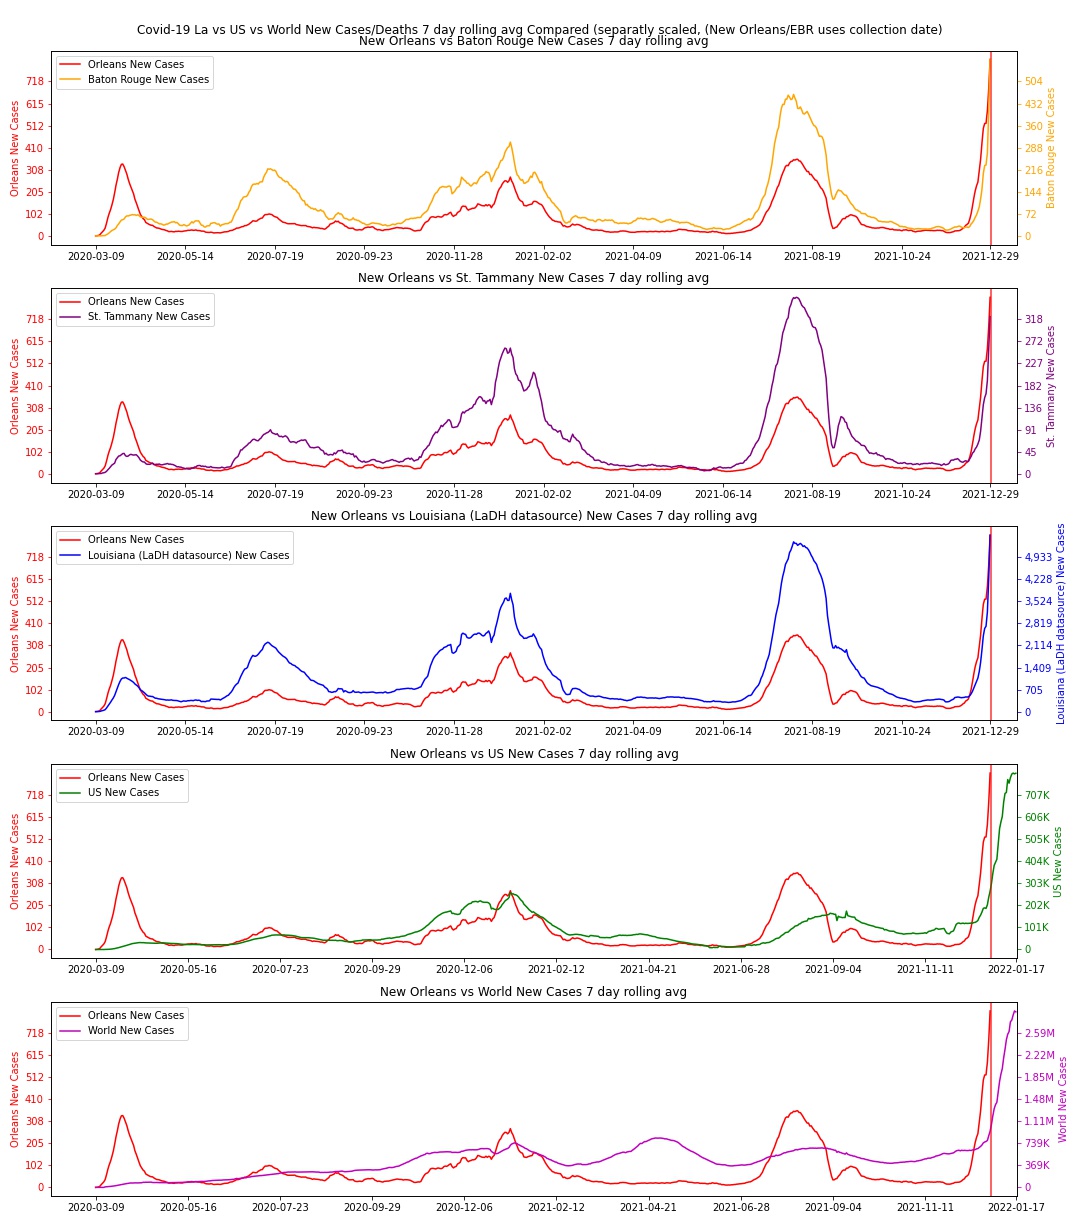 Covid-19 La vs US vs World New Cases/Deaths 7 day rolling avg Compared (separatly scaled, (New Orleans/EBR uses collection date)
New Orleans vs Baton Rouge New Cases 7 day rolling avg
Orleans New Cases
Baton Rouge New Cases
718 504
615 432
512 360
410 288
308 216
205 144
102 72
0 0
Orleans New Cases
Baton Rouge New Cases
2020-03-09 2020-05-14 2020-07-19 2020-09-23 2020-11-28 2021-02-02 2021-04-09 2021-06-14 2021-08-19 2021-10-24 2021-12-29
New Orleans vs St. Tammany New Cases 7 day rolling avg
Orleans New Cases
St. Tammany New Cases
718 318
615 272
512 227
410 182
308 136
205 91
102 45
0 0
Orleans New Cases
St. Tammany New Cases
2020-03-09 2020-05-14 2020-07-19 2020-09-23 2020-11-28 2021-02-02 2021-04-09 2021-06-14 2021-08-19 2021-10-24 2021-12-29
New Orleans vs Louisiana (LaDH datasource) New Cases 7 day rolling avg
Orleans New Cases
Louisiana (LaDH datasource) New Cases
718 4,933
615 4,228
512 3,524
410 2,819
308 2,114
205 1,409
102 705
0 0
Orleans New Cases
Louisiana (LaDH datasource) New Cases
2020-03-09 2020-05-14 2020-07-19 2020-09-23 2020-11-28 2021-02-02 2021-04-09 2021-06-14 2021-08-19 2021-10-24 2021-12-29
New Orleans vs US New Cases 7 day rolling avg
Orleans New Cases
US New Cases
718 707K
615 606K
512 505K
410 404K
308 303K
205 202K
102 101K
0 0
Orleans New Cases
US New Cases
2020-03-09 2020-05-16 2020-07-23 2020-09-29 2020-12-06 2021-02-12 2021-04-21 2021-06-28 2021-09-04 2021-11-11 2022-01-17
New Orleans vs World New Cases 7 day rolling avg
Orleans New Cases
World New Cases
718 2.59M
615 2.22M
512 1.85M
410 1.48M
308 1.11M
205 739K
102 369K
0 0
Orleans New Cases
World New Cases
2020-03-09 2020-05-16 2020-07-23 2020-09-29 2020-12-06 2021-02-12 2021-04-21 2021-06-28 2021-09-04 2021-11-11 2022-01-17